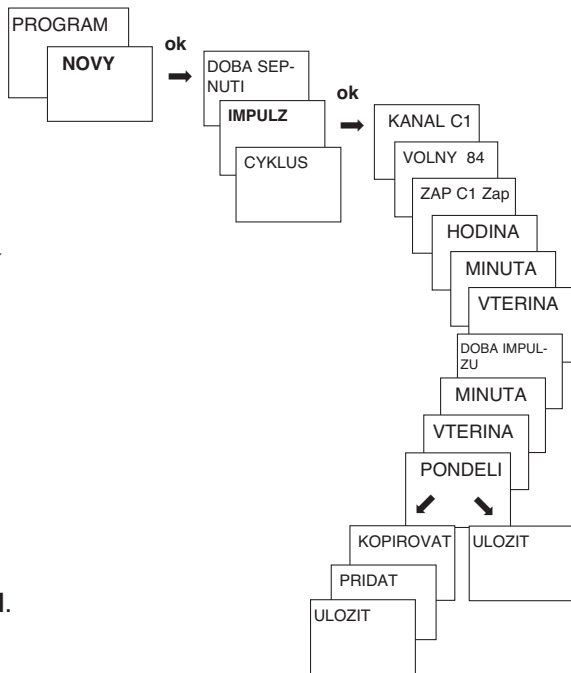 PROGRAM
NOVY
ok
DOBA SEP-
NUTI
IMPULZ
CYKLUS
ok
KANAL C1
VOLNY 84
ZAP C1 Zap
HODINA
MINUTA
VTERINA
DOBA IMPUL-
ZU
MINUTA
VTERINA
PONDELI
KOPIROVAT
PRIDAT
ULOZIT
ULOZIT